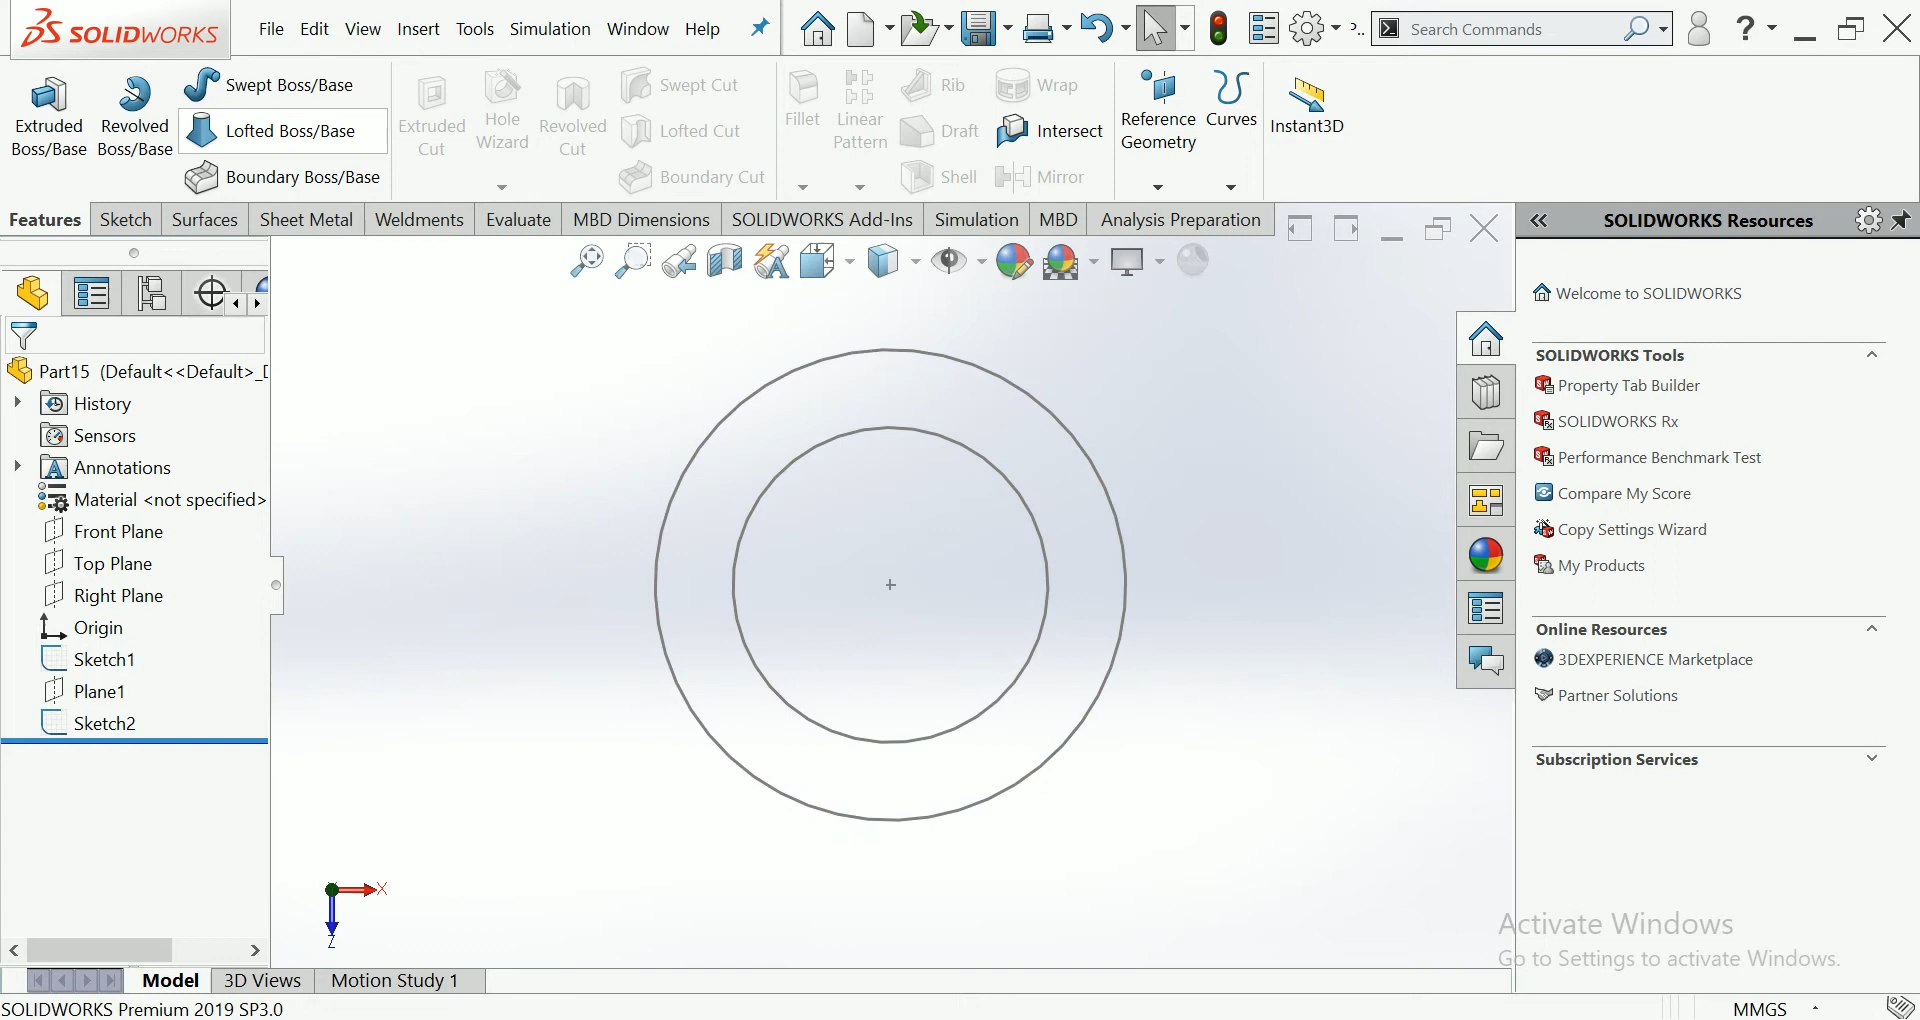 SOLIDWORKS File Edit View Insert Tools Simulation Window Help Search Commands
Extruded Boss/Base
Revolved Boss/Base
Swept Boss/Base
Lofted Boss/Base
Boundary Boss/Base
Extruded Cut
Hole Wizard
Revolved Cut
Swept Cut
Lofted Cut
Boundary Cut
Fillet
Linear Pattern
Rib
Draft
Shell
Wrap
Intersect
Mirror
Reference Geometry
Curves
Instant3D
Features Sketch Surfaces Sheet Metal Weldments Evaluate MBD Dimensions SOLIDWORKS Add-Ins Simulation MBD Analysis Preparation
Part15 (Default<<Default>_D
History
Sensors
Annotations
Material <not specified>
Front Plane
Top Plane
Right Plane
Origin
Sketch1
Plane1
Sketch2
X
Z
SOLIDWORKS Resources
Welcome to SOLIDWORKS
SOLIDWORKS Tools
Property Tab Builder
SOLIDWORKS Rx
Performance Benchmark Test
Compare My Score
Copy Settings Wizard
My Products
Online Resources
3DEXPERIENCE Marketplace
Partner Solutions
Subscription Services
Activate Windows
Go to Settings to activate Windows.
Model 3D Views Motion Study 1
SOLIDWORKS Premium 2019 SP3.0
MMGS